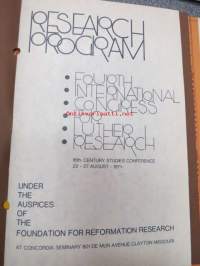 RESEARCH
PROGRAM
FOURTH
INTERNATIONAL
CONGRESS
FOR
LUTHER
RESEARCH
16th CENTURY STUDIES CONFERENCE
22 - 27 AUGUST - 1971
UNDER
THE
AUSPICES
OF THE
FOUNDATION FOR REFORMATION RESEARCH
AT CONCORDIA SEMINARY 801 DE MUN AVENUE CLAYTON MISSOURI